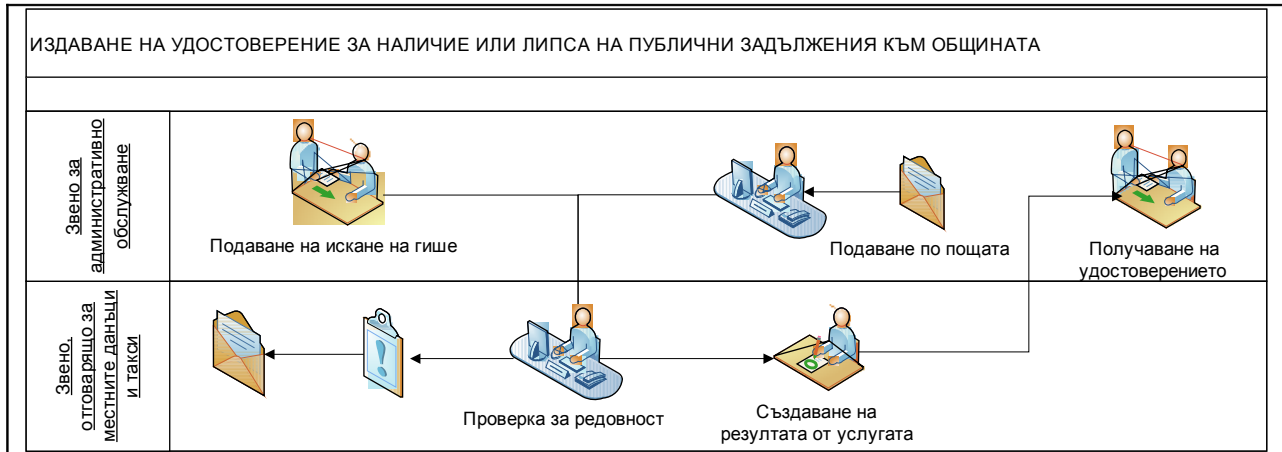 ИЗДАВАНЕ НА УДОСТОВЕРЕНИЕ ЗА НАЛИЧИЕ ИЛИ ЛИПСА НА ПУБЛИЧНИ ЗАДЪЛЖЕНИЯ КЪМ ОБЩИНАТА
Звено за
административно
обслужване
Подаване на искане на гише
Подаване по пощата
Получаване на
удостоверението
Звено,
отговарящо за
местните данъци
и такси
Проверка за редовност
Създаване на
резултата от услугата